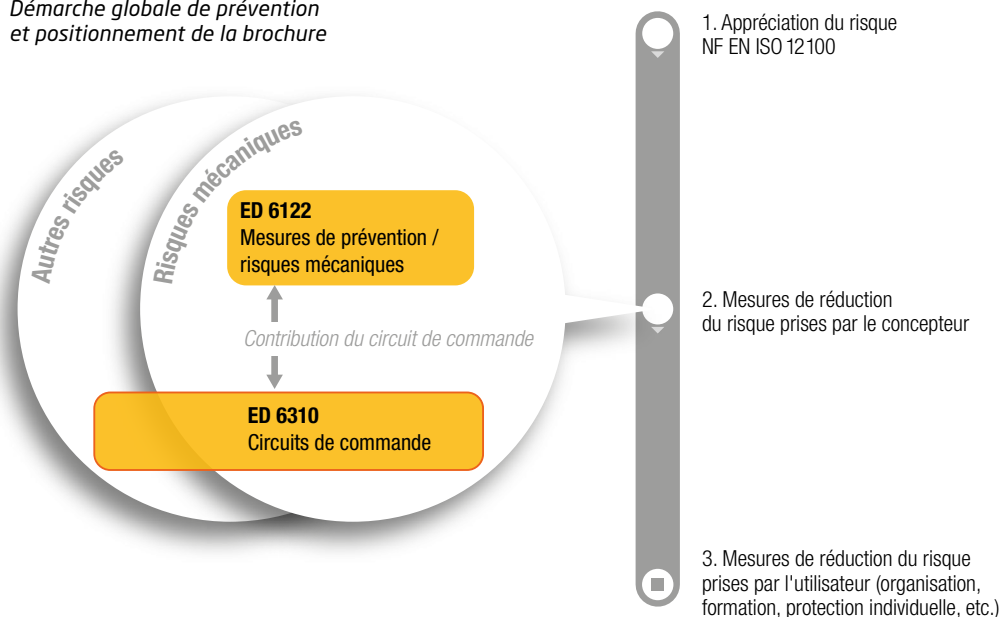 Démarche globale de prévention
et positionnement de la brochure
Autres risques
Risques mécaniques
ED 6122
Mesures de prévention /
risques mécaniques
Contribution du circuit de commande
ED 6310
Circuits de commande
1. Appréciation du risque
NF EN ISO 12100
2. Mesures de réduction
du risque prises par le concepteur
3. Mesures de réduction du risque
prises par l'utilisateur (organisation,
formation, protection individuelle, etc.)